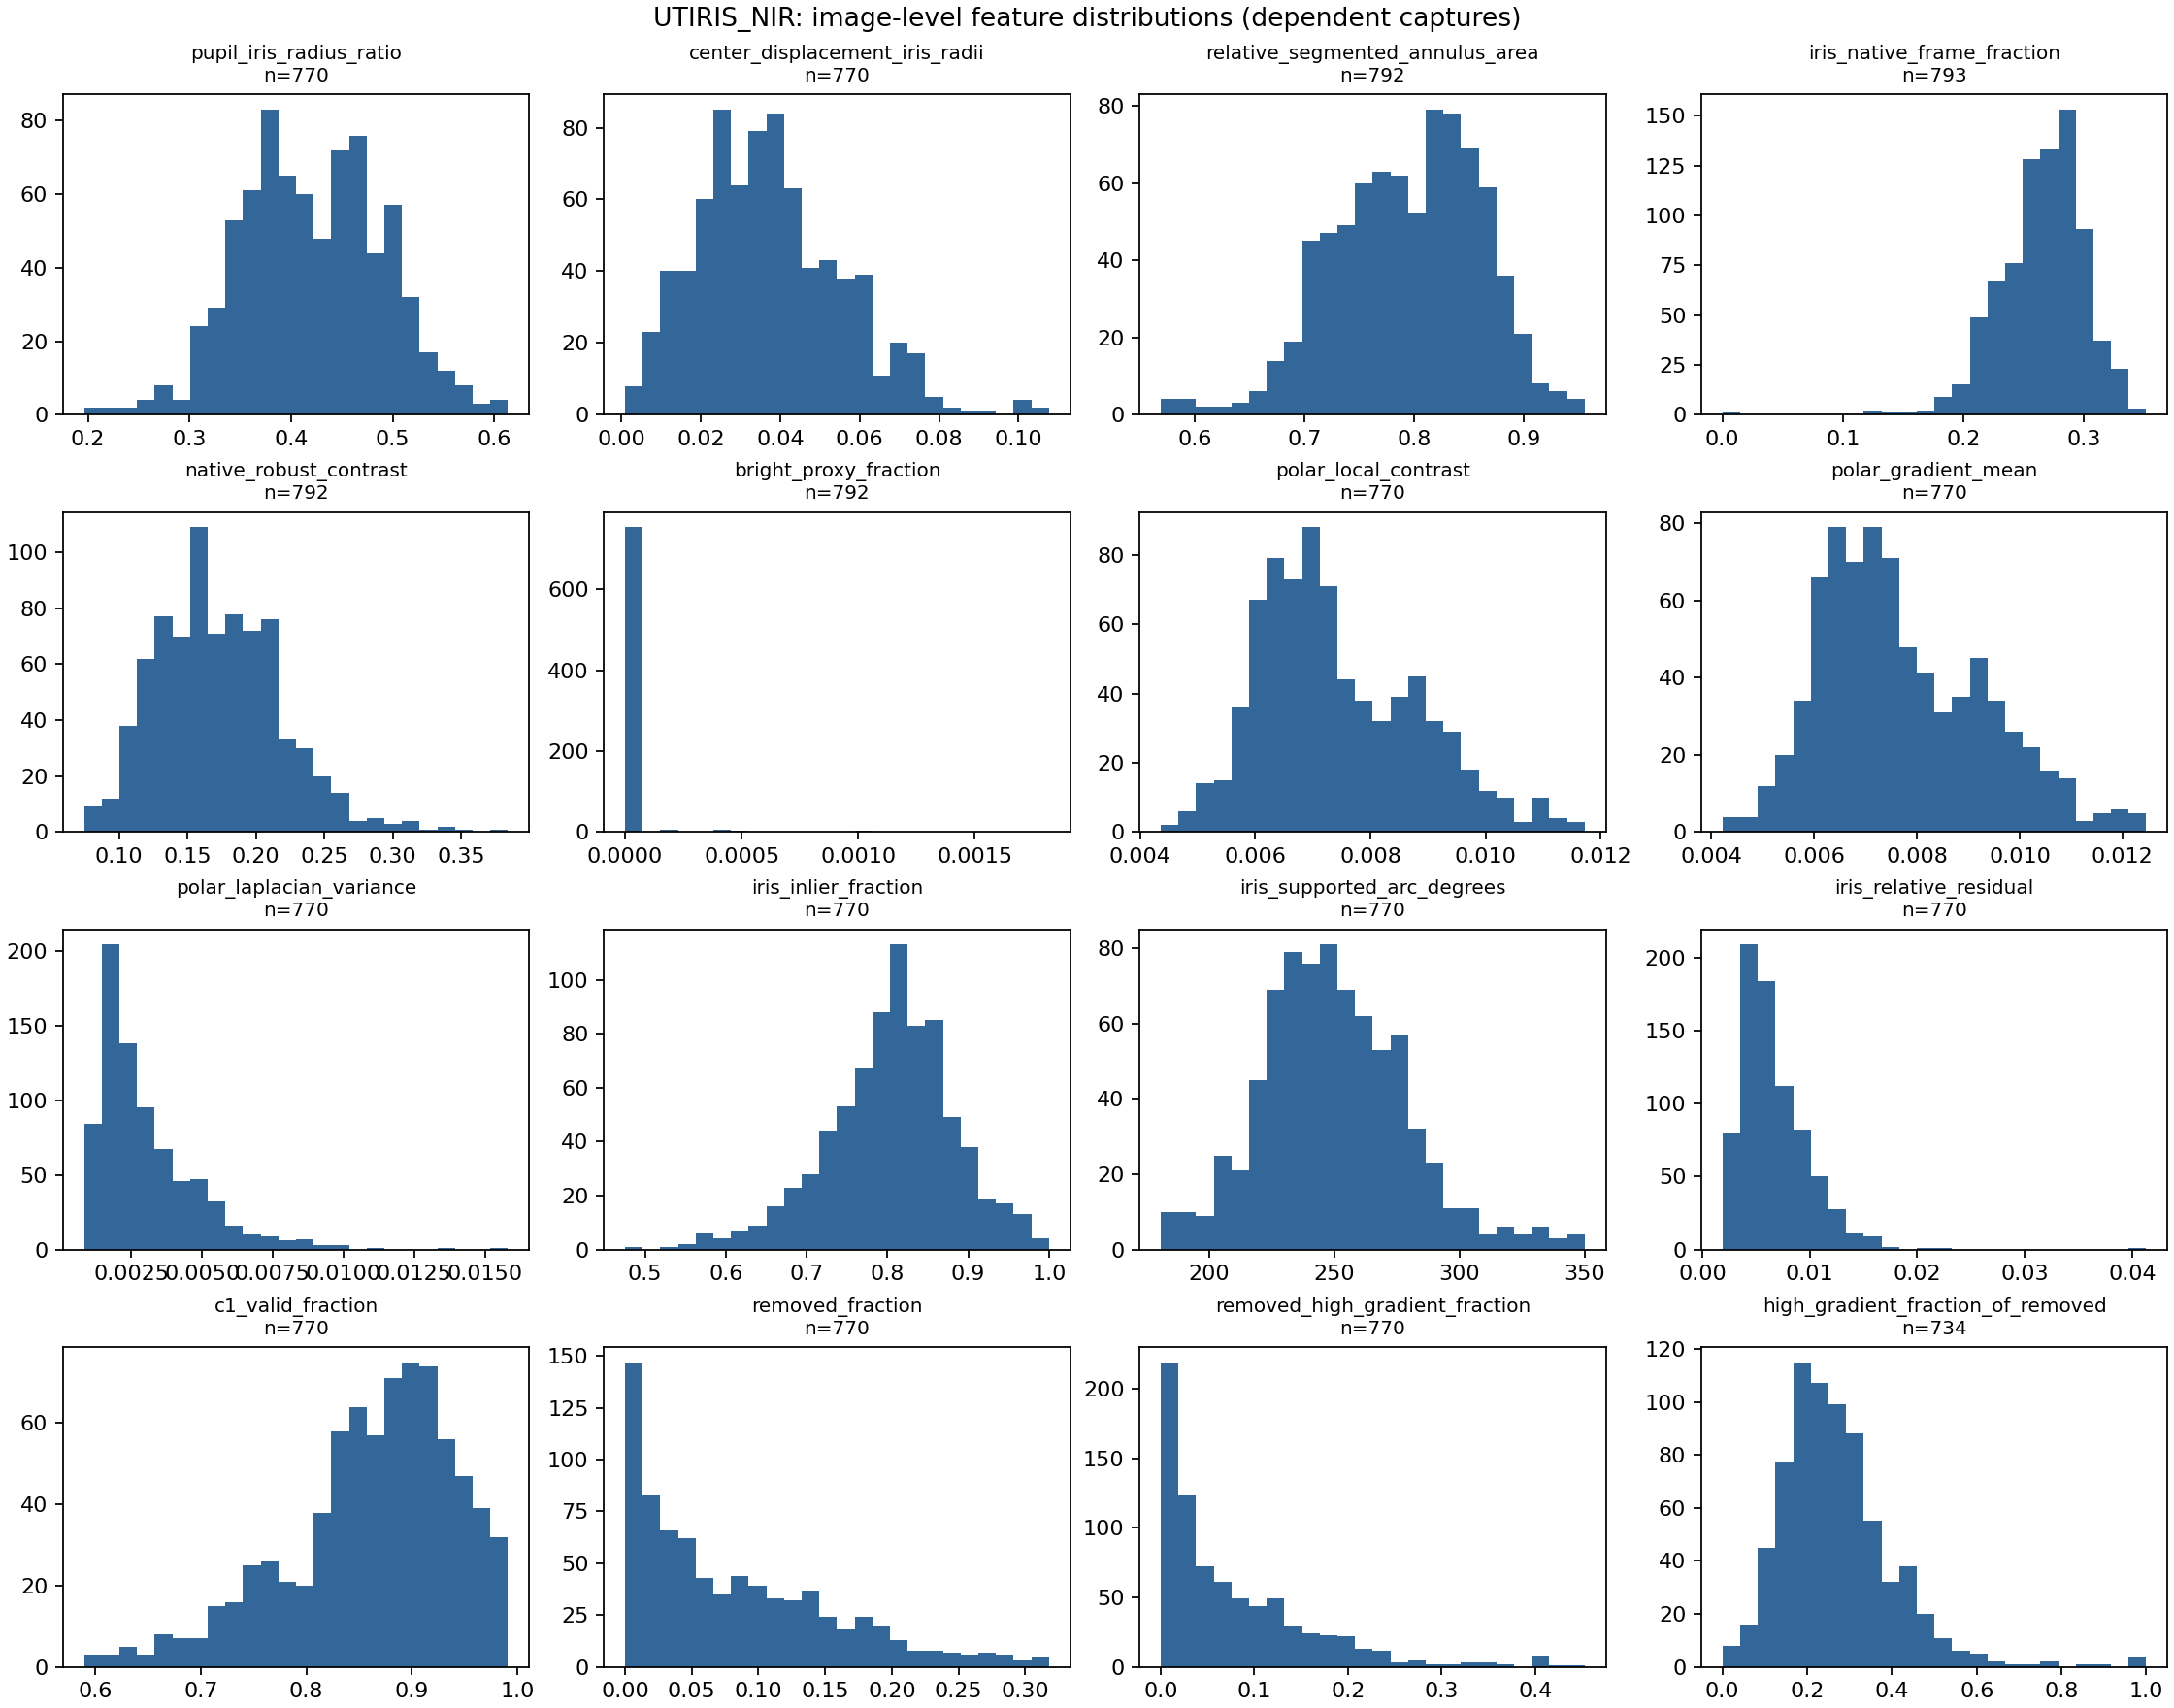 UTIRIS_NIR: image-level feature distributions (dependent captures)
pupil_iris_radius_ratio
n=770
80
60
40
20
0
0.2 0.3 0.4 0.5 0.6
center_displacement_iris_radii
n=770
80
60
40
20
0
0.00 0.02 0.04 0.06 0.08 0.10
relative_segmented_annulus_area
n=792
80
60
40
20
0
0.6 0.7 0.8 0.9
iris_native_frame_fraction
n=793
150
125
100
75
50
25
0
0.0 0.1 0.2 0.3
native_robust_contrast
n=792
100
80
60
40
20
0
0.10 0.15 0.20 0.25 0.30 0.35
bright_proxy_fraction
n=792
600
400
200
0
0.0000 0.0005 0.0010 0.0015
polar_local_contrast
n=770
80
60
40
20
0
0.004 0.006 0.008 0.010 0.012
polar_gradient_mean
n=770
80
60
40
20
0
0.004 0.006 0.008 0.010 0.012
polar_laplacian_variance
n=770
200
150
100
50
0
0.0025 0.0050 0.0075 0.0100 0.0125 0.0150
iris_inlier_fraction
n=770
100
80
60
40
20
0
0.5 0.6 0.7 0.8 0.9 1.0
iris_supported_arc_degrees
n=770
80
60
40
20
0
200 250 300 350
iris_relative_residual
n=770
200
150
100
50
0
0.00 0.01 0.02 0.03 0.04
c1_valid_fraction
n=770
60
40
20
0
0.6 0.7 0.8 0.9 1.0
removed_fraction
n=770
150
125
100
75
50
25
0
0.00 0.05 0.10 0.15 0.20 0.25 0.30
removed_high_gradient_fraction
n=770
200
150
100
50
0
0.0 0.1 0.2 0.3 0.4
high_gradient_fraction_of_removed
n=734
120
100
80
60
40
20
0
0.0 0.2 0.4 0.6 0.8 1.0